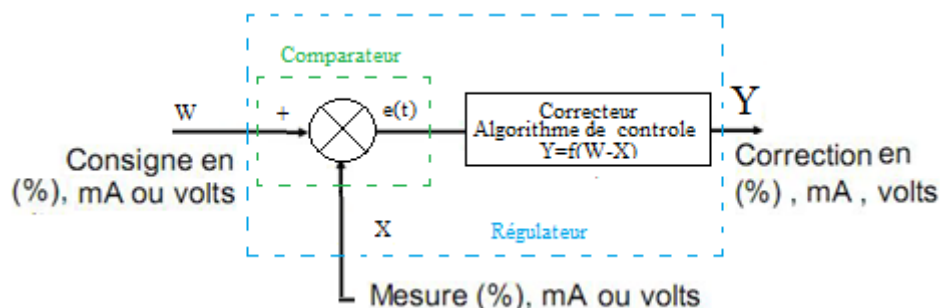 Comparateur
W
+
e(t)
Correcteur
Algorithme de controle
Y=f(W-X)
Y
Consigne en
(%), mA ou volts
Correction en
(%) , mA , volts
X
Régulateur
Mesure (%), mA ou volts